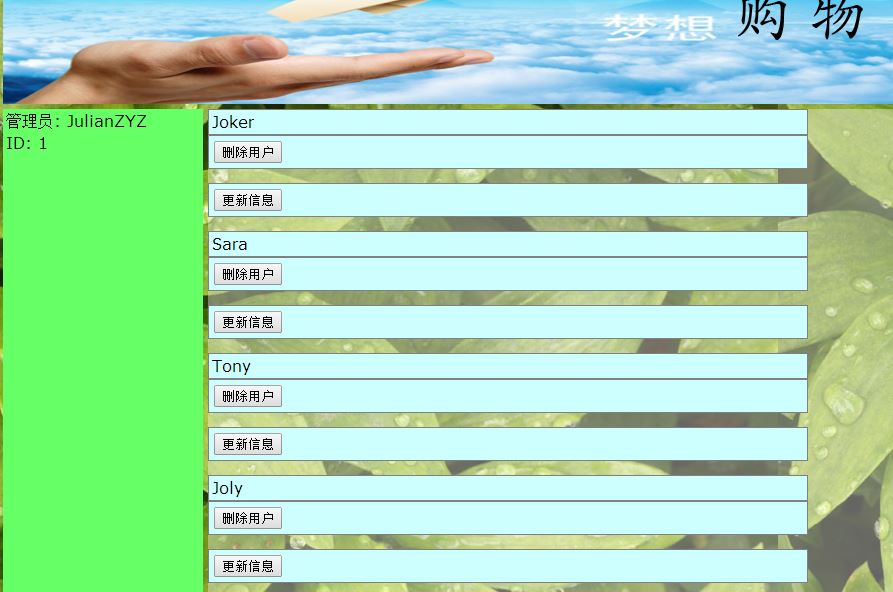 梦想 购物
管理员: JulianZYZ
ID: 1
Joker
删除用户
更新信息
Sara
删除用户
更新信息
Tony
删除用户
更新信息
Joly
删除用户
更新信息